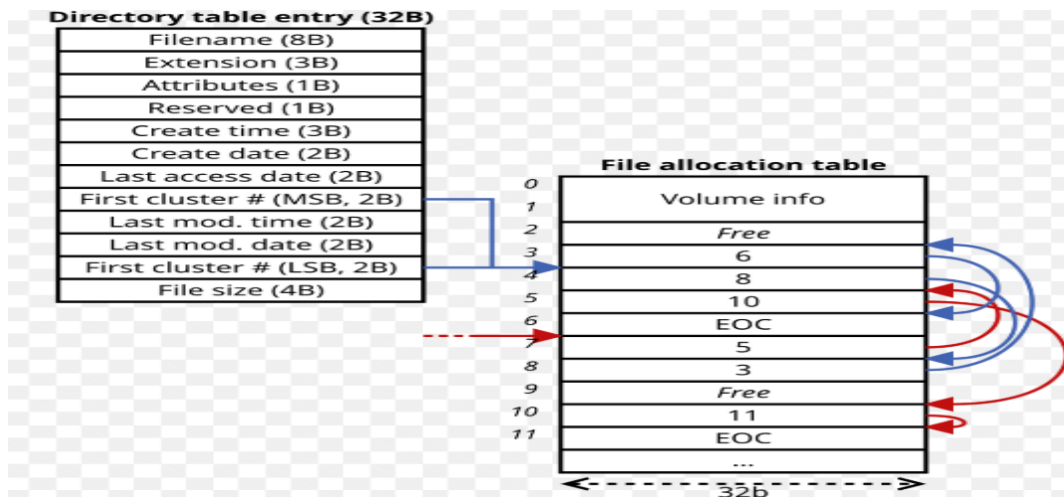 Directory table entry (32B)
Filename (8B)
Extension (3B)
Attributes (1B)
Reserved (1B)
Create time (3B)
Create date (2B)
Last access date (2B)
First cluster # (MSB, 2B)
Last mod. time (2B)
Last mod. date (2B)
First cluster # (LSB, 2B)
File size (4B)
File allocation table
0
1
Volume info
2
Free
3
6
4
8
5
10
6
EOC
7
5
8
3
9
Free
10
11
11
EOC
...
32b